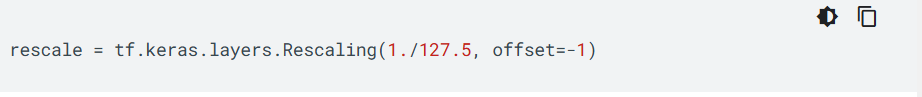 rescale = tf.keras.layers.Rescaling(1./127.5, offset=-1)